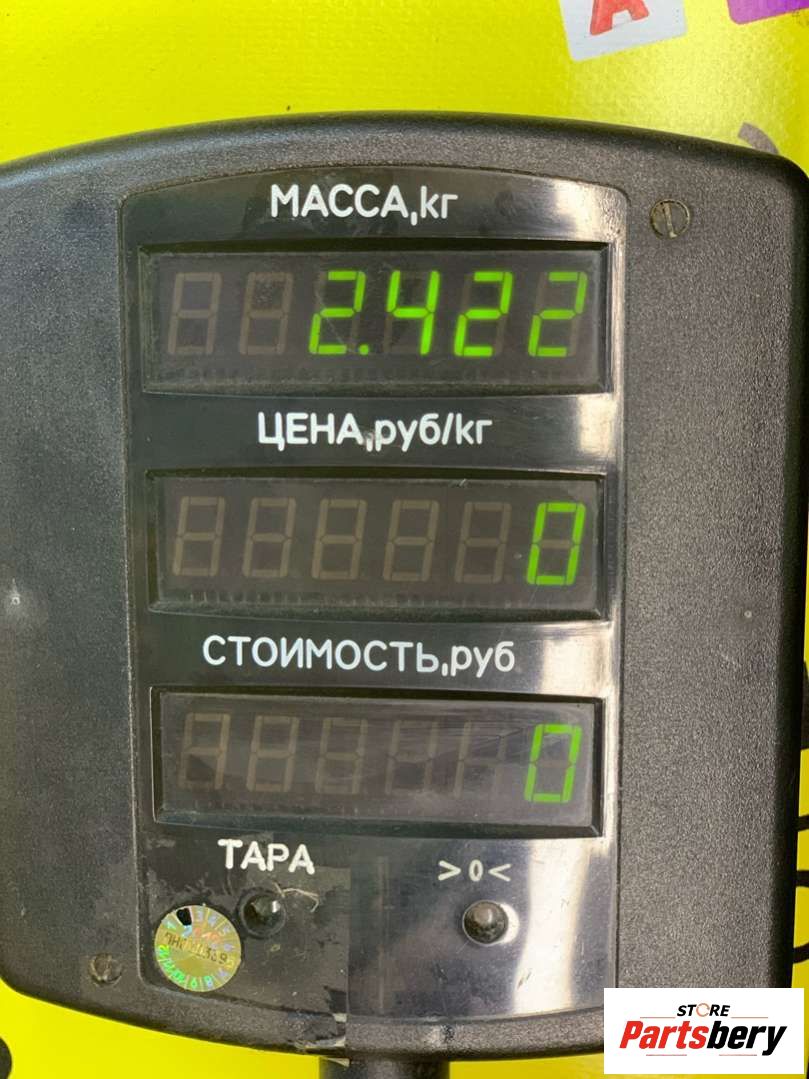 A
МАССА,кг
2.422
ЦЕНА,руб/кг
0
СТОИМОСТЬ,руб
0
ТАРА
>0<
STORE
Partsbery